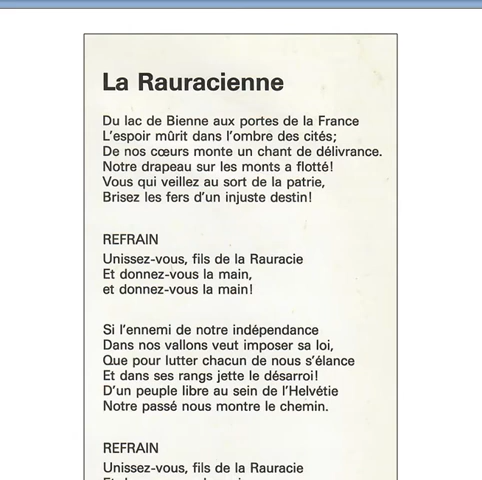 La Rauracienne
Du lac de Bienne aux portes de la France
L'espoir mûrit dans l'ombre des cités;
De nos cœurs monte un chant de délivrance.
Notre drapeau sur les monts a flotté!
Vous qui veillez au sort de la patrie,
Brisez les fers d'un injuste destin!
REFRAIN
Unissez-vous, fils de la Rauracie
Et donnez-vous la main,
et donnez-vous la main!
Si l'ennemi de notre indépendance
Dans nos vallons veut imposer sa loi,
Que pour lutter chacun de nous s'élance
Et dans ses rangs jette le désarroi!
D'un peuple libre au sein de l'Helvétie
Notre passé nous montre le chemin.
REFRAIN
Unissez-vous, fils de la Rauracie